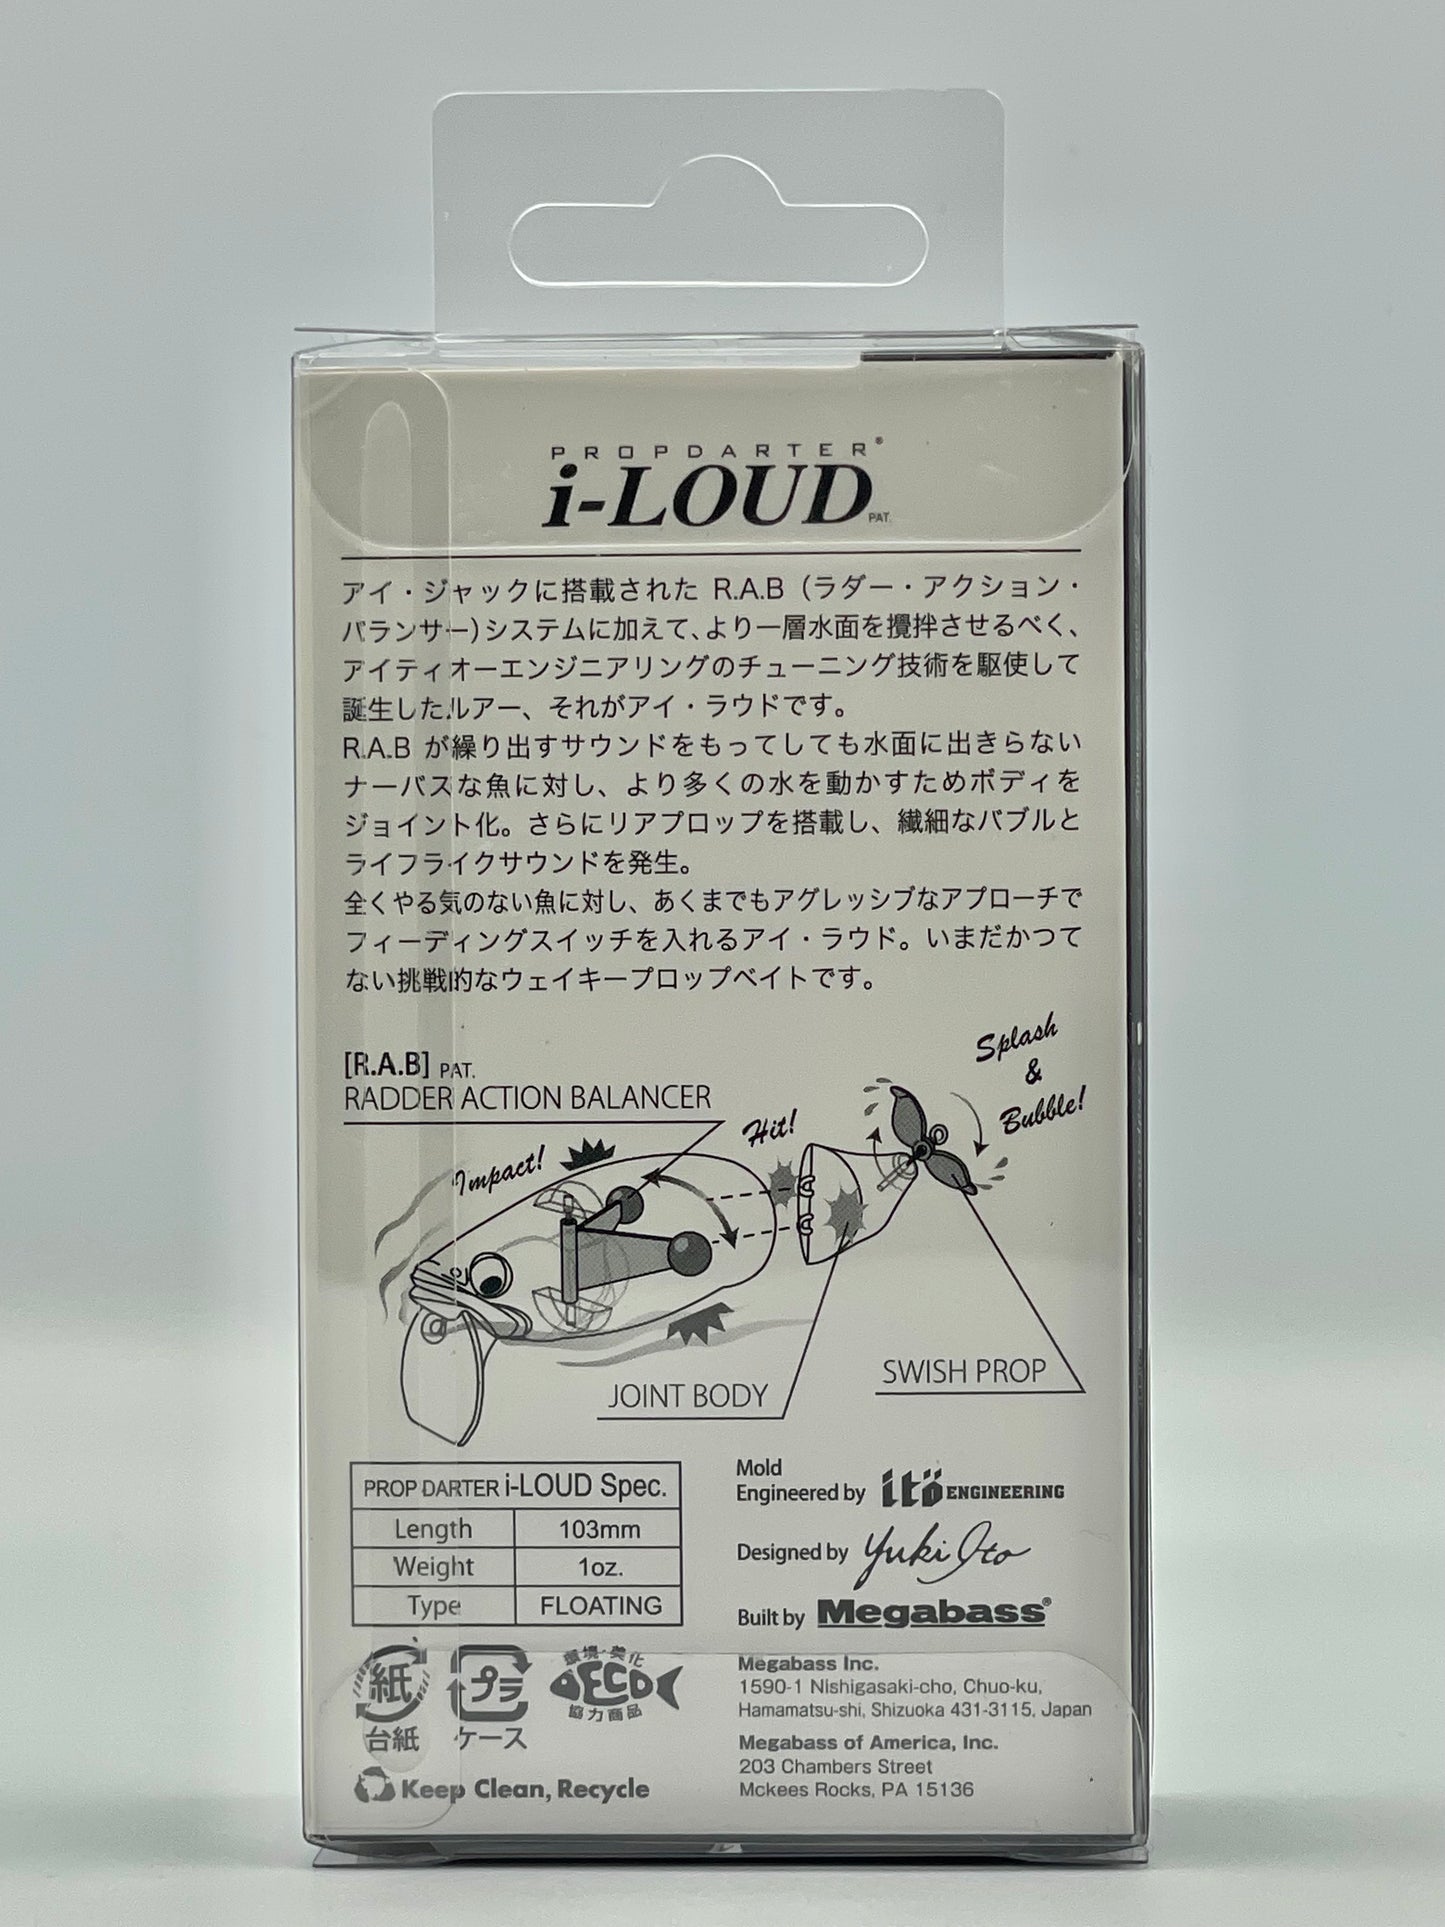 PROPDARTER®
i-LOUD PAT.
アイ・ジャックに搭載された R.A.B（ラダー・アクション・
バランサー)システムに加えて、より一層水面を攪拌させるべく、
アイティオーエンジニアリングのチューニング技術を駆使して
誕生したルアー、それがアイ・ラウドです。
R.A.B が繰り出すサウンドをもってしても水面に出きらない
ナーバスな魚に対し、より多くの水を動かすためボディを
ジョイント化。さらにリアプロップを搭載し、繊細なバブルと
ライフライクサウンドを発生。
全くやる気のない魚に対し、あくまでもアグレッシブなアプローチで
フィーディングスイッチを入れるアイ・ラウド。いまだかつて
ない挑戦的なウェイキープロップベイトです。
Splash
&
Bubble!
[R.A.B] PAT.
RADDER ACTION BALANCER
Hit!
Impact!
SWISH PROP
JOINT BODY
PROP DARTER i-LOUD Spec.
Length 103mm
Weight 1oz.
Type FLOATING
Mold
Engineered by itö ENGINEERING
Designed by Yuki Ito
Built by Megabass®
紙
台紙
プラ
ケース
環境・美化
ECO
協力商品
Keep Clean, Recycle
Megabass Inc.
1590-1 Nishigasaki-cho, Chuo-ku,
Hamamatsu-shi, Shizuoka 431-3115, Japan
Megabass of America, Inc.
203 Chambers Street
Mckees Rocks, PA 15136